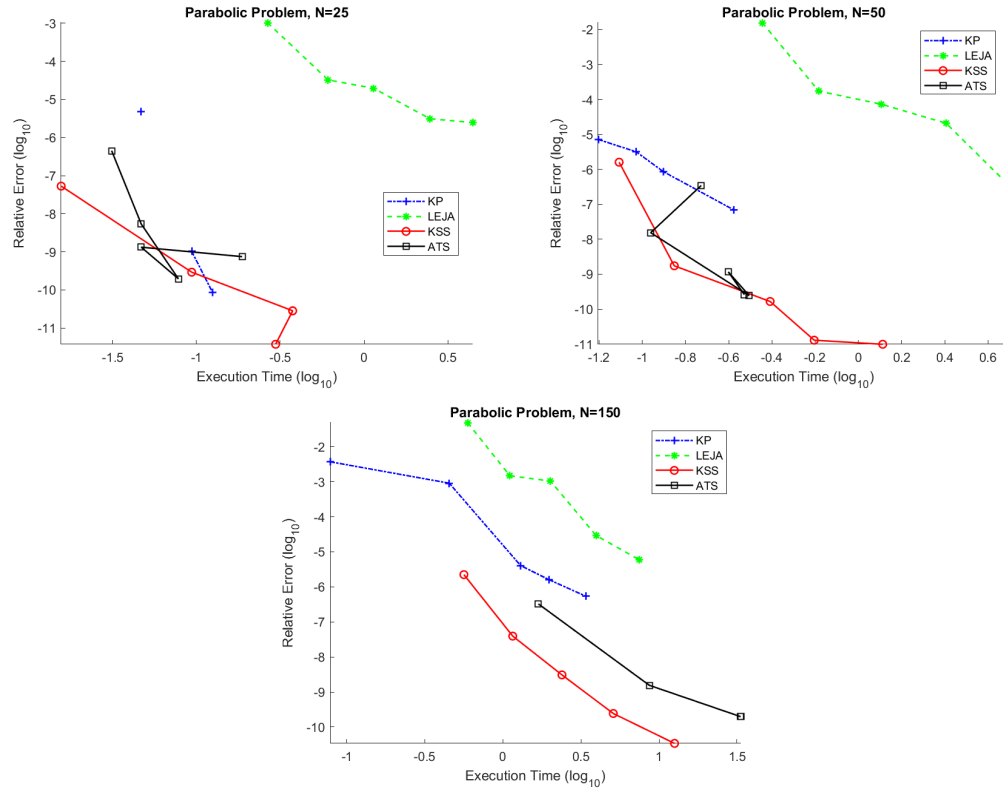 Parabolic Problem, N=25
-3
-4
-5
-6
-7
-8
-9
-10
-11
Relative Error (log10)
-1.5
-1
-0.5
0
0.5
Execution Time (log10)
KP
LEJA
KSS
ATS
Parabolic Problem, N=50
-2
-3
-4
-5
-6
-7
-8
-9
-10
-11
Relative Error (log10)
-1.2
-1
-0.8
-0.6
-0.4
-0.2
0
0.2
0.4
0.6
Execution Time (log10)
KP
LEJA
KSS
ATS
Parabolic Problem, N=150
-2
-3
-4
-5
-6
-7
-8
-9
-10
Relative Error (log10)
-1
-0.5
0
0.5
1
1.5
Execution Time (log10)
KP
LEJA
KSS
ATS